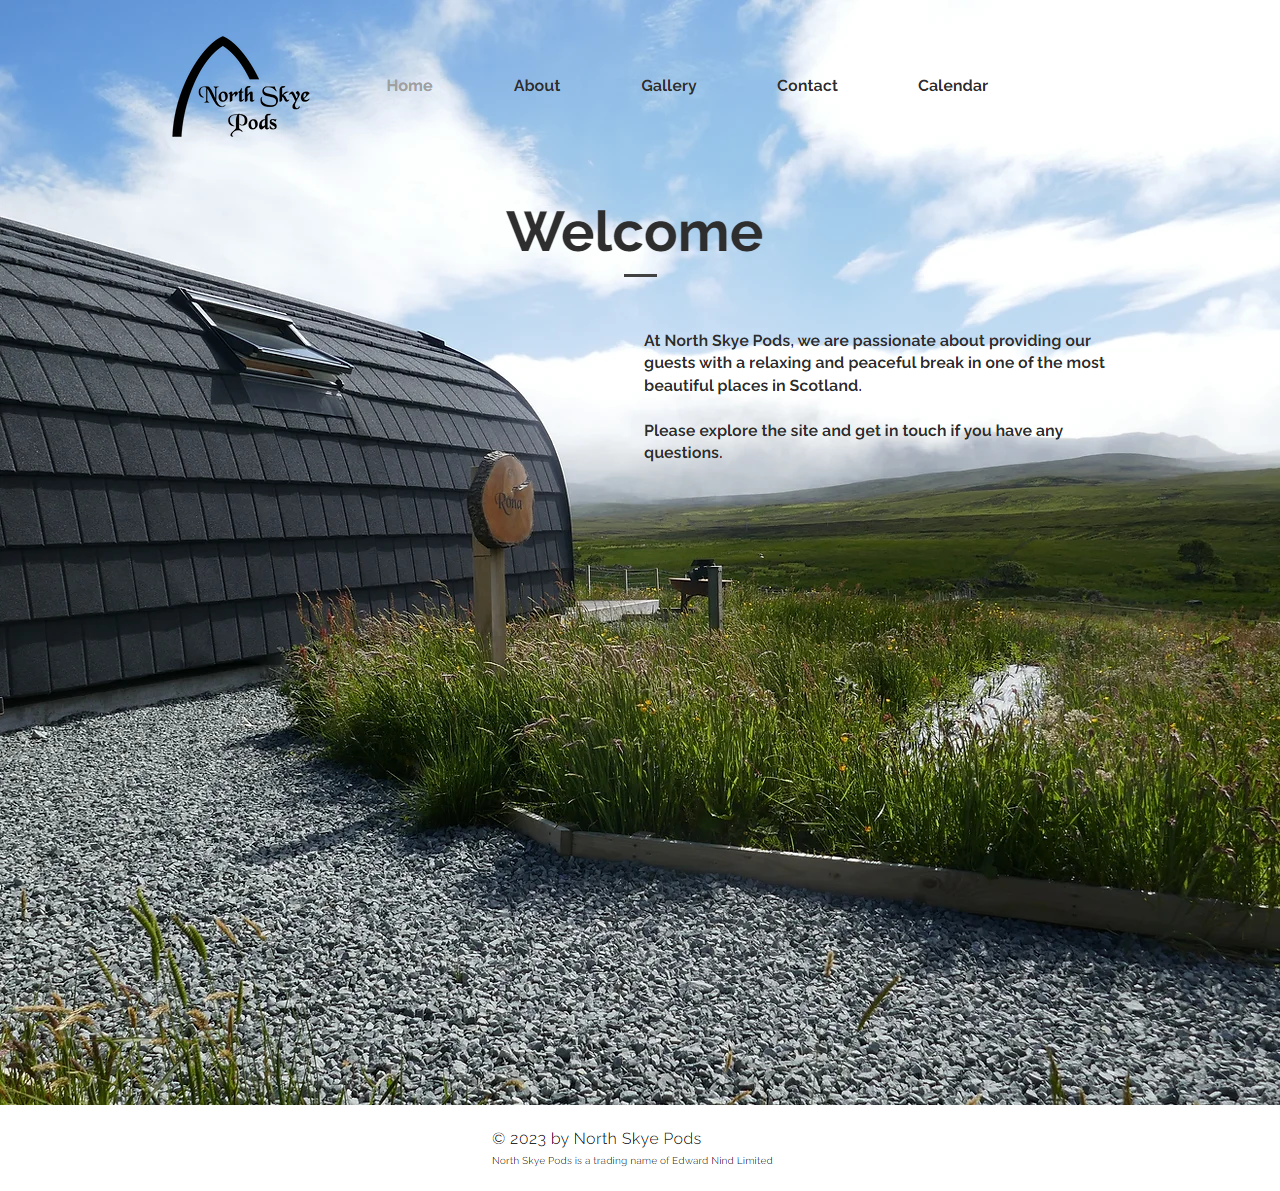 North Skye
Pods
Home
About
Gallery
Contact
Calendar
Welcome
At North Skye Pods, we are passionate about providing our
guests with a relaxing and peaceful break in one of the most
beautiful places in Scotland.
Please explore the site and get in touch if you have any
questions.
Rona
© 2023 by North Skye Pods
North Skye Pods is a trading name of Edward Nind Limited